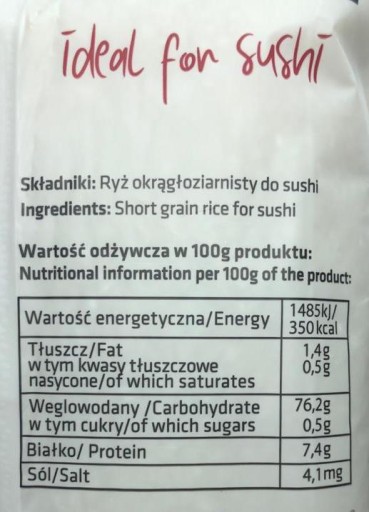 ideal for sushi
Składniki: Ryż okrągłoziarnisty do sushi
Ingredients: Short grain rice for sushi
Wartość odżywcza w 100g produktu:
Nutritional information per 100g of the product:
Wartość energetyczna/Energy 1485kJ/
350kcal
Tłuszcz/Fat 1,4g
w tym kwasy tłuszczowe 0,5g
nasycone/of which saturates
Weglowodany /Carbohydrate 76,2g
w tym cukry/of which sugars 0,5g
Białko/ Protein 7,4g
Sól/Salt 4,1mg